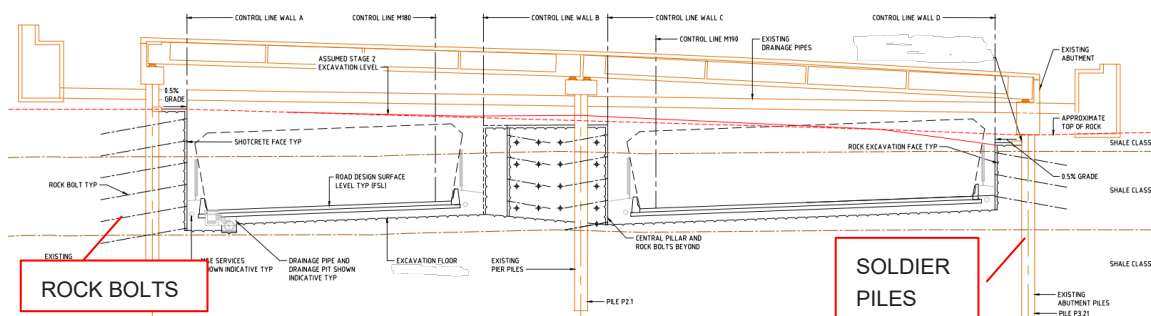 CONTROL LINE WALL A
CONTROL LINE M180
CONTROL LINE WALL B
CONTROL LINE WALL C
CONTROL LINE WALL D
CONTROL LINE M190
EXISTING
DRAINAGE PIPES
EXISTING
ABUTMENT
ASSUMED STAGE 2
EXCAVATION LEVEL
0.5%
GRADE
APPROXIMATE
TOP OF ROCK
SHOTCRETE FACE TYP
SHALE CLASS
ROCK EXCAVATION FACE TYP
ROAD DESIGN SURFACE
LEVEL TYP (FSL)
0.5% GRADE
ROCK BOLT TYP
SHALE CLASS
CENTRAL PILLAR AND
ROCK BOLTS BEYOND
EXISTING
SERVICES
SHOWN INDICATIVE TYP
DRAINAGE PIPE AND
DRAINAGE PIT SHOWN
INDICATIVE TYP
EXCAVATION FLOOR
EXISTING
PIER PILES
SHALE CLASS
ROCK BOLTS
SOLDIER
PILES
PILE P2.1
EXISTING
ABUTMENT PILES
PILE P3.21